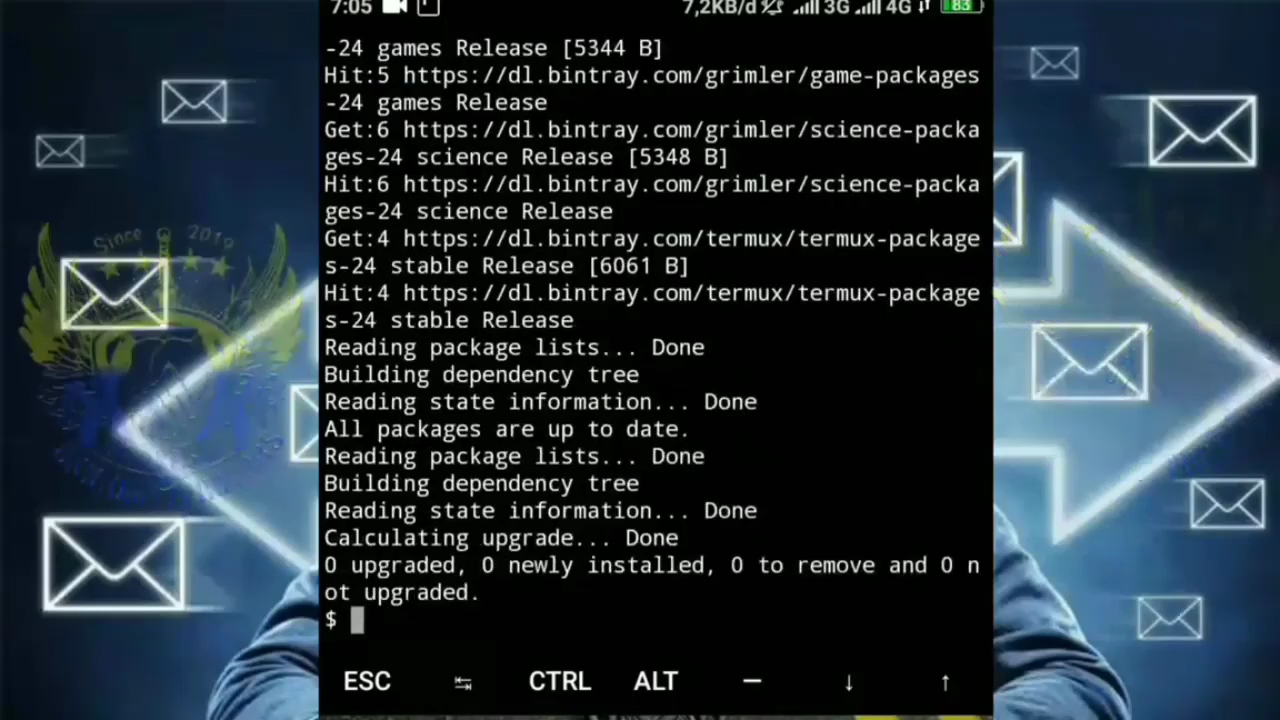 7:05 7,2KB/d 3G 4G 83
-24 games Release [5344 B]
Hit:5 https://dl.bintray.com/grimler/game-packages
-24 games Release
Get:6 https://dl.bintray.com/grimler/science-packa
ges-24 science Release [5348 B]
Hit:6 https://dl.bintray.com/grimler/science-packa
ges-24 science Release
Get:4 https://dl.bintray.com/termux/termux-package
s-24 stable Release [6061 B]
Hit:4 https://dl.bintray.com/termux/termux-package
s-24 stable Release
Reading package lists... Done
Building dependency tree
Reading state information... Done
All packages are up to date.
Reading package lists... Done
Building dependency tree
Reading state information... Done
Calculating upgrade... Done
0 upgraded, 0 newly installed, 0 to remove and 0 n
ot upgraded.
$
ESC ↹ CTRL ALT — ↓ ↑
Since 2019